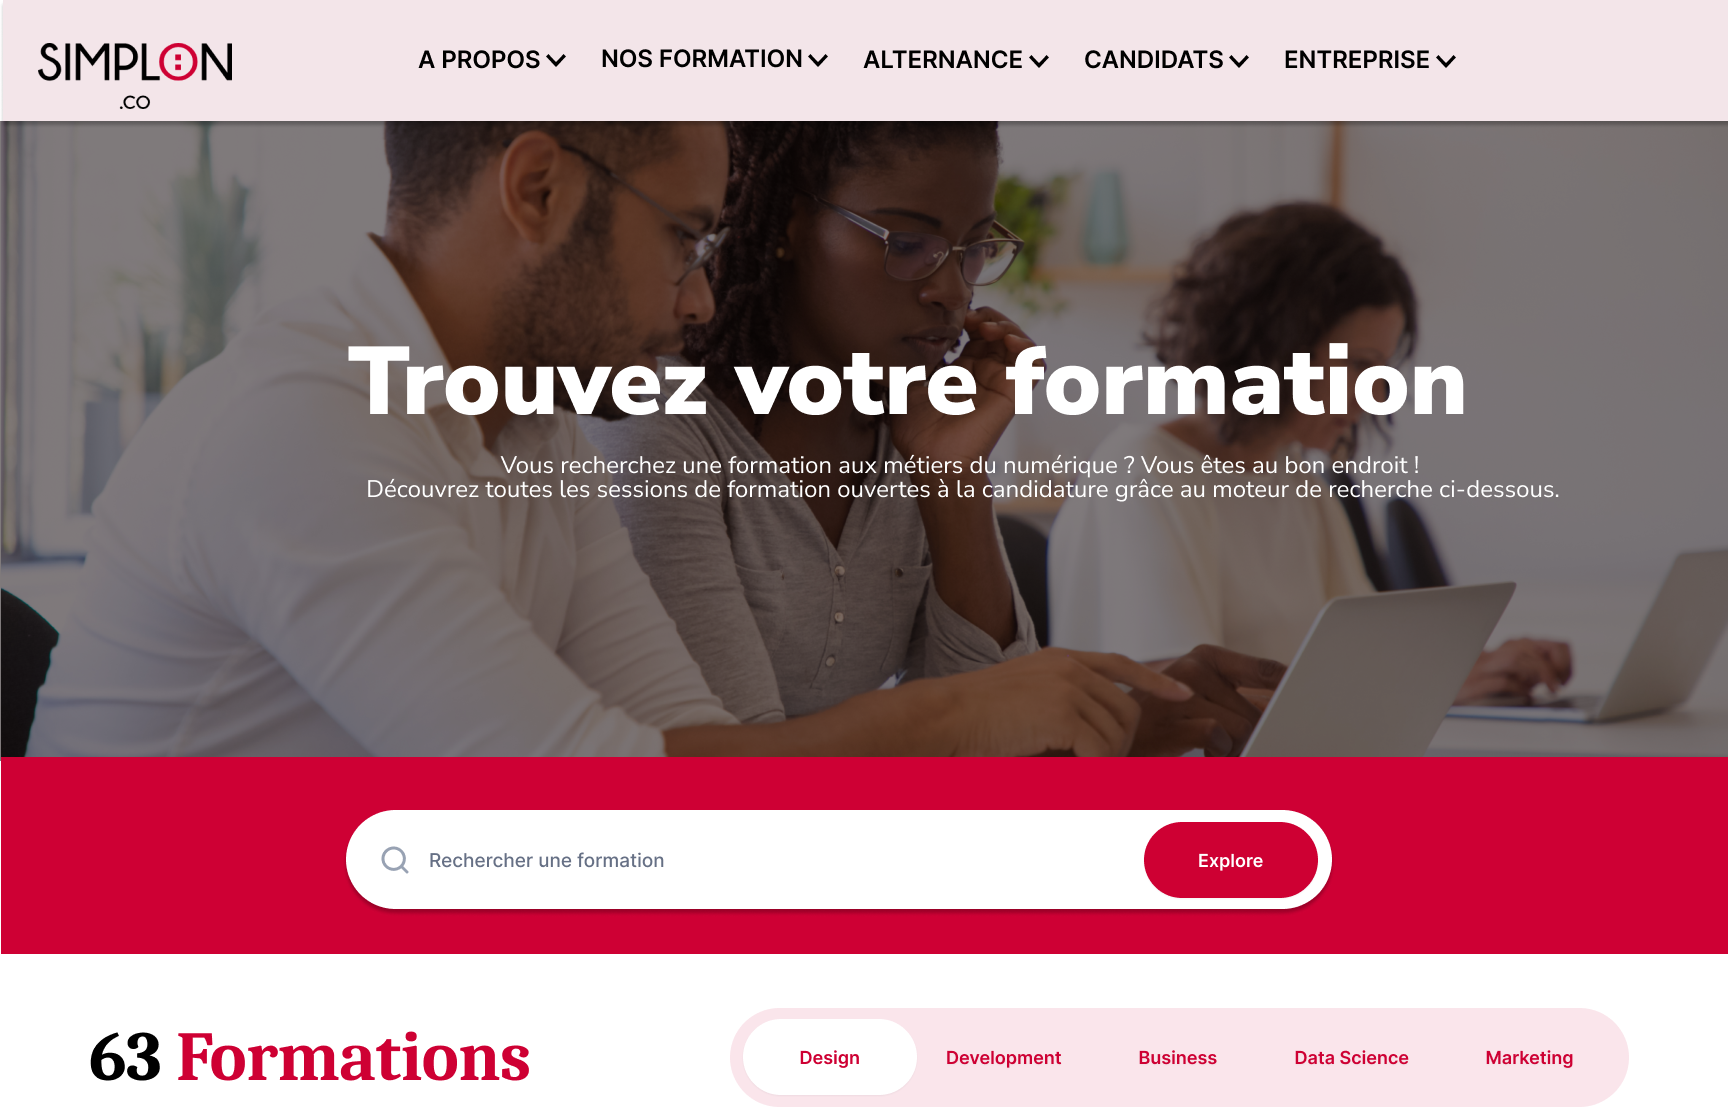 SIMPLON
.CO
A PROPOS
NOS FORMATION
ALTERNANCE
CANDIDATS
ENTREPRISE
Trouvez votre formation
Vous recherchez une formation aux métiers du numérique ? Vous êtes au bon endroit !
Découvrez toutes les sessions de formation ouvertes à la candidature grâce au moteur de recherche ci-dessous.
Rechercher une formation
Explore
63 Formations
Design
Development
Business
Data Science
Marketing